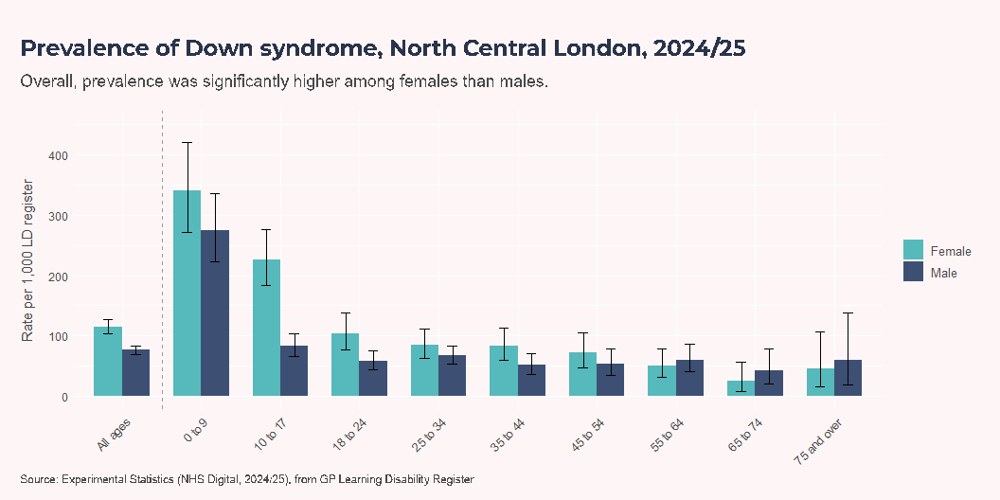 Prevalence of Down syndrome, North Central London, 2024/25
Overall, prevalence was significantly higher among females than males.
Rate per 1,000 LD register
400
300
200
100
0
All ages
0 to 9
10 to 17
18 to 24
25 to 34
35 to 44
45 to 54
55 to 64
65 to 74
75 and over
Female
Male
Source: Experimental Statistics (NHS Digital, 2024/25), from GP Learning Disability Register